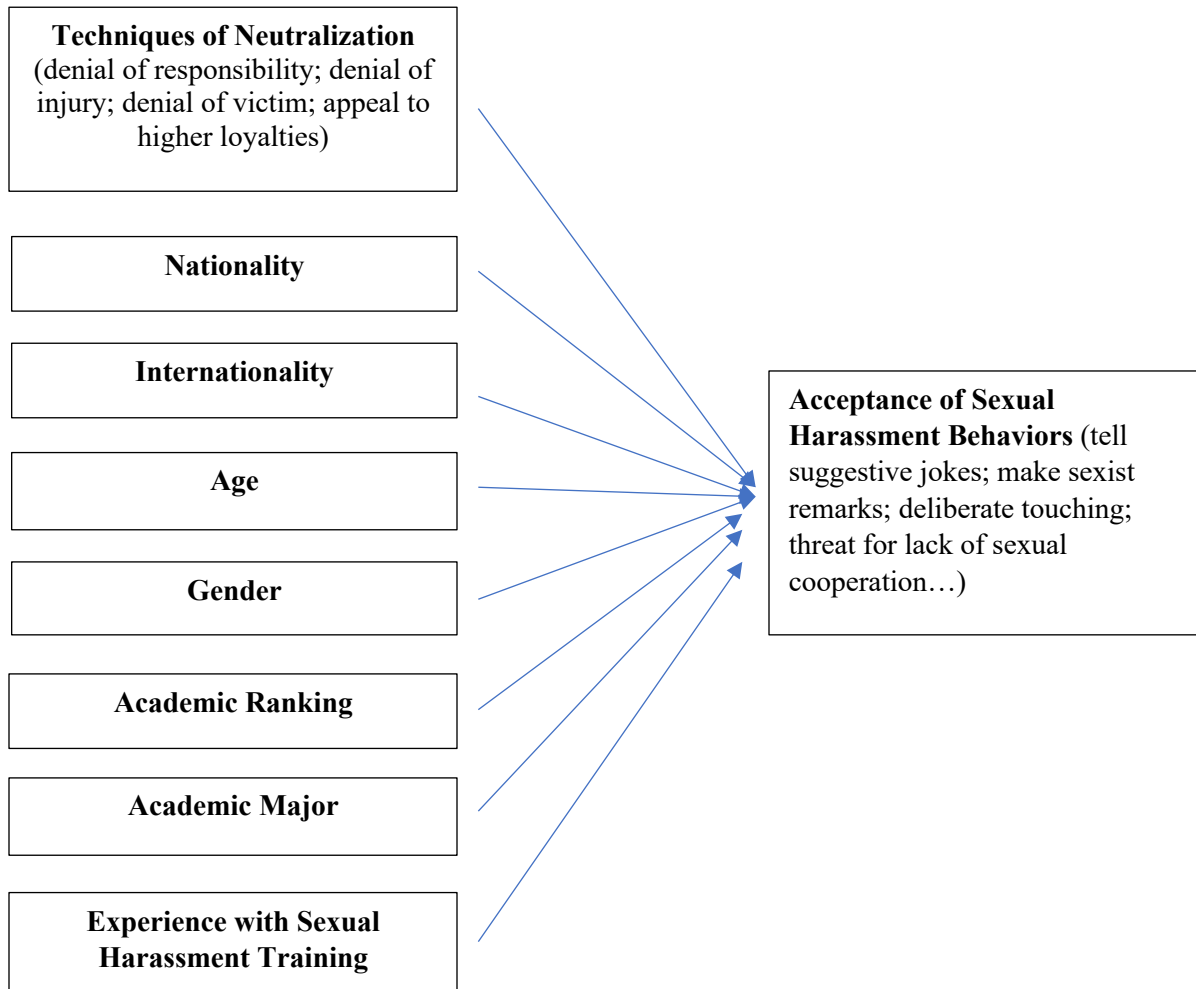 Techniques of Neutralization
(denial of responsibility; denial of
injury; denial of victim; appeal to
higher loyalties)
Nationality
Internationality
Age
Gender
Academic Ranking
Academic Major
Experience with Sexual
Harassment Training
Acceptance of Sexual
Harassment Behaviors (tell
suggestive jokes; make sexist
remarks; deliberate touching;
threat for lack of sexual
cooperation…)